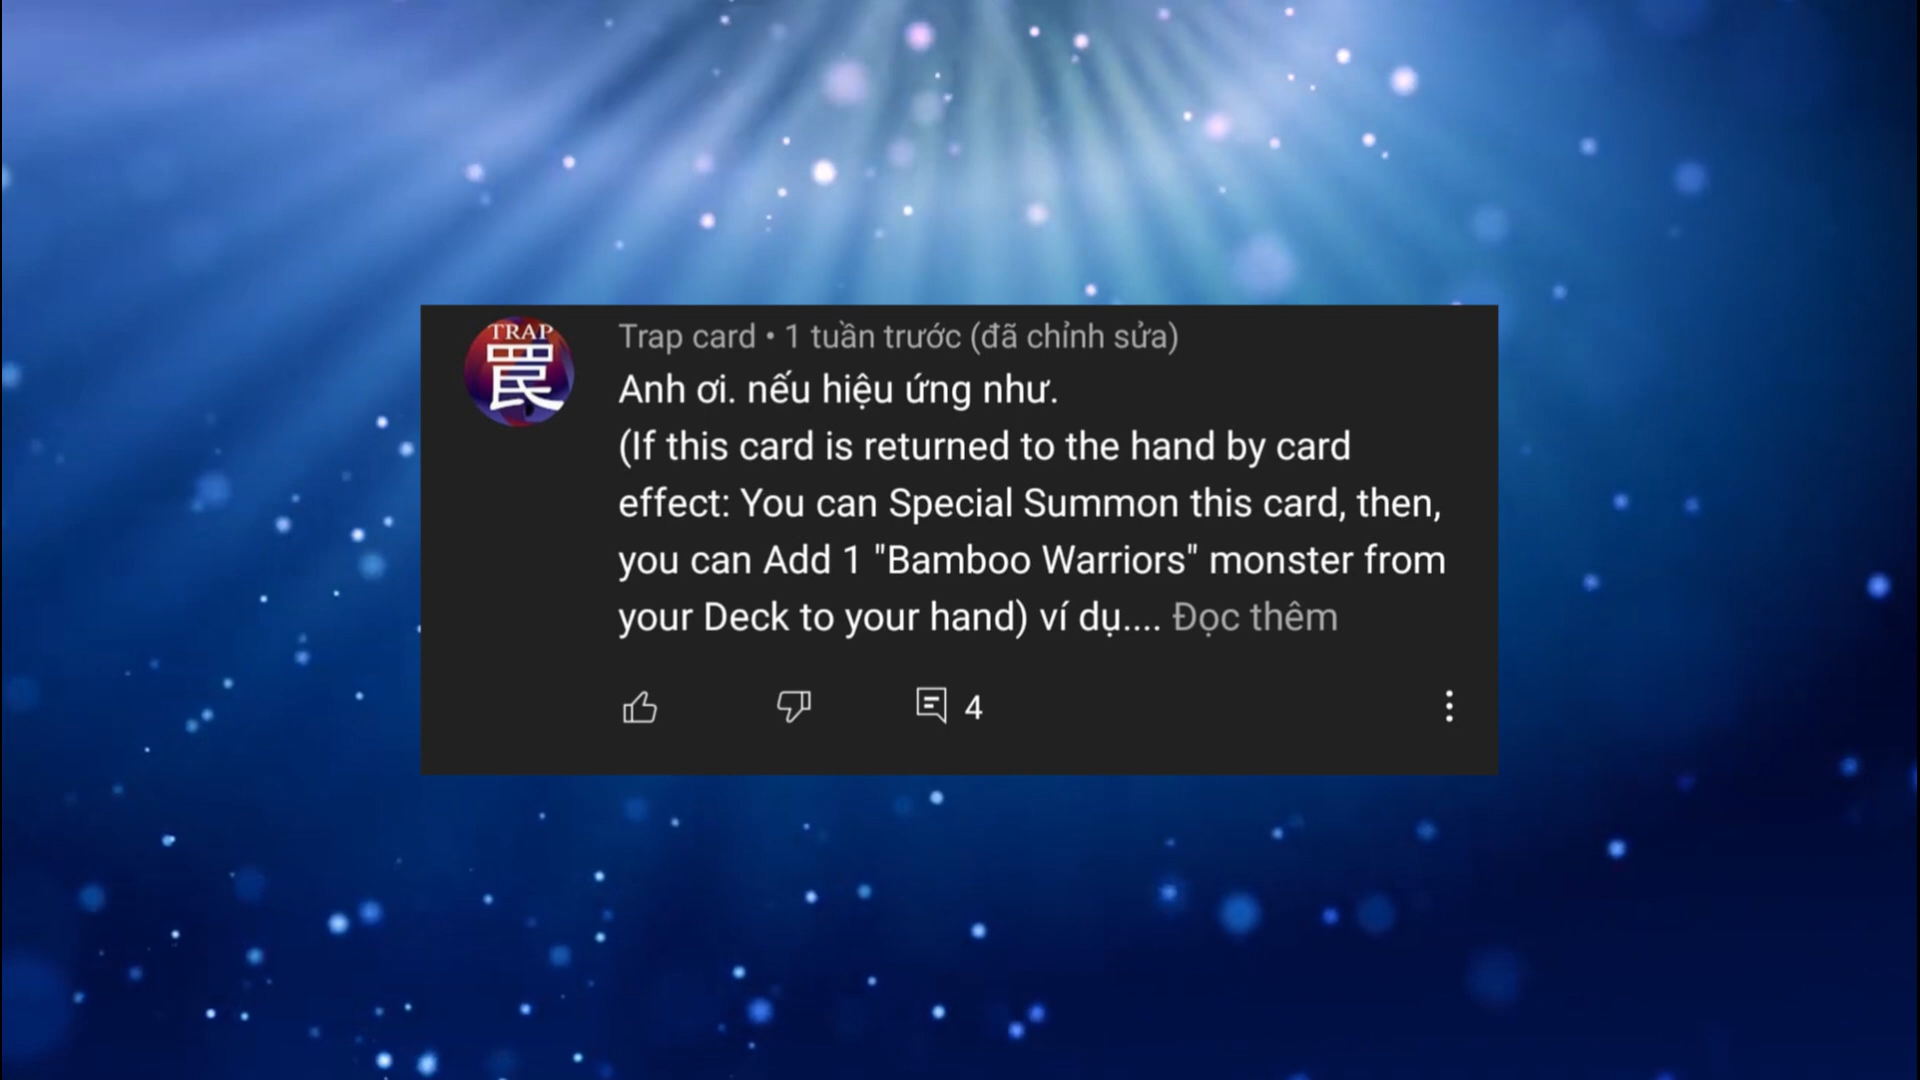 TRAP
罠
Trap card • 1 tuần trước (đã chỉnh sửa)
Anh ơi. nếu hiệu ứng như.
(If this card is returned to the hand by card
effect: You can Special Summon this card, then,
you can Add 1 "Bamboo Warriors" monster from
your Deck to your hand) ví dụ.... Đọc thêm
4